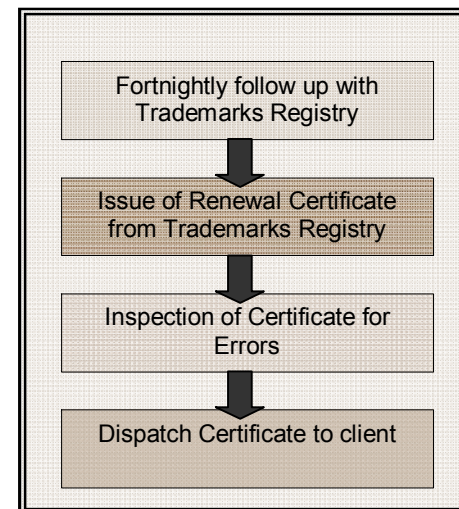 Fortnightly follow up with
Trademarks Registry
Issue of Renewal Certificate
from Trademarks Registry
Inspection of Certificate for
Errors
Dispatch Certificate to client